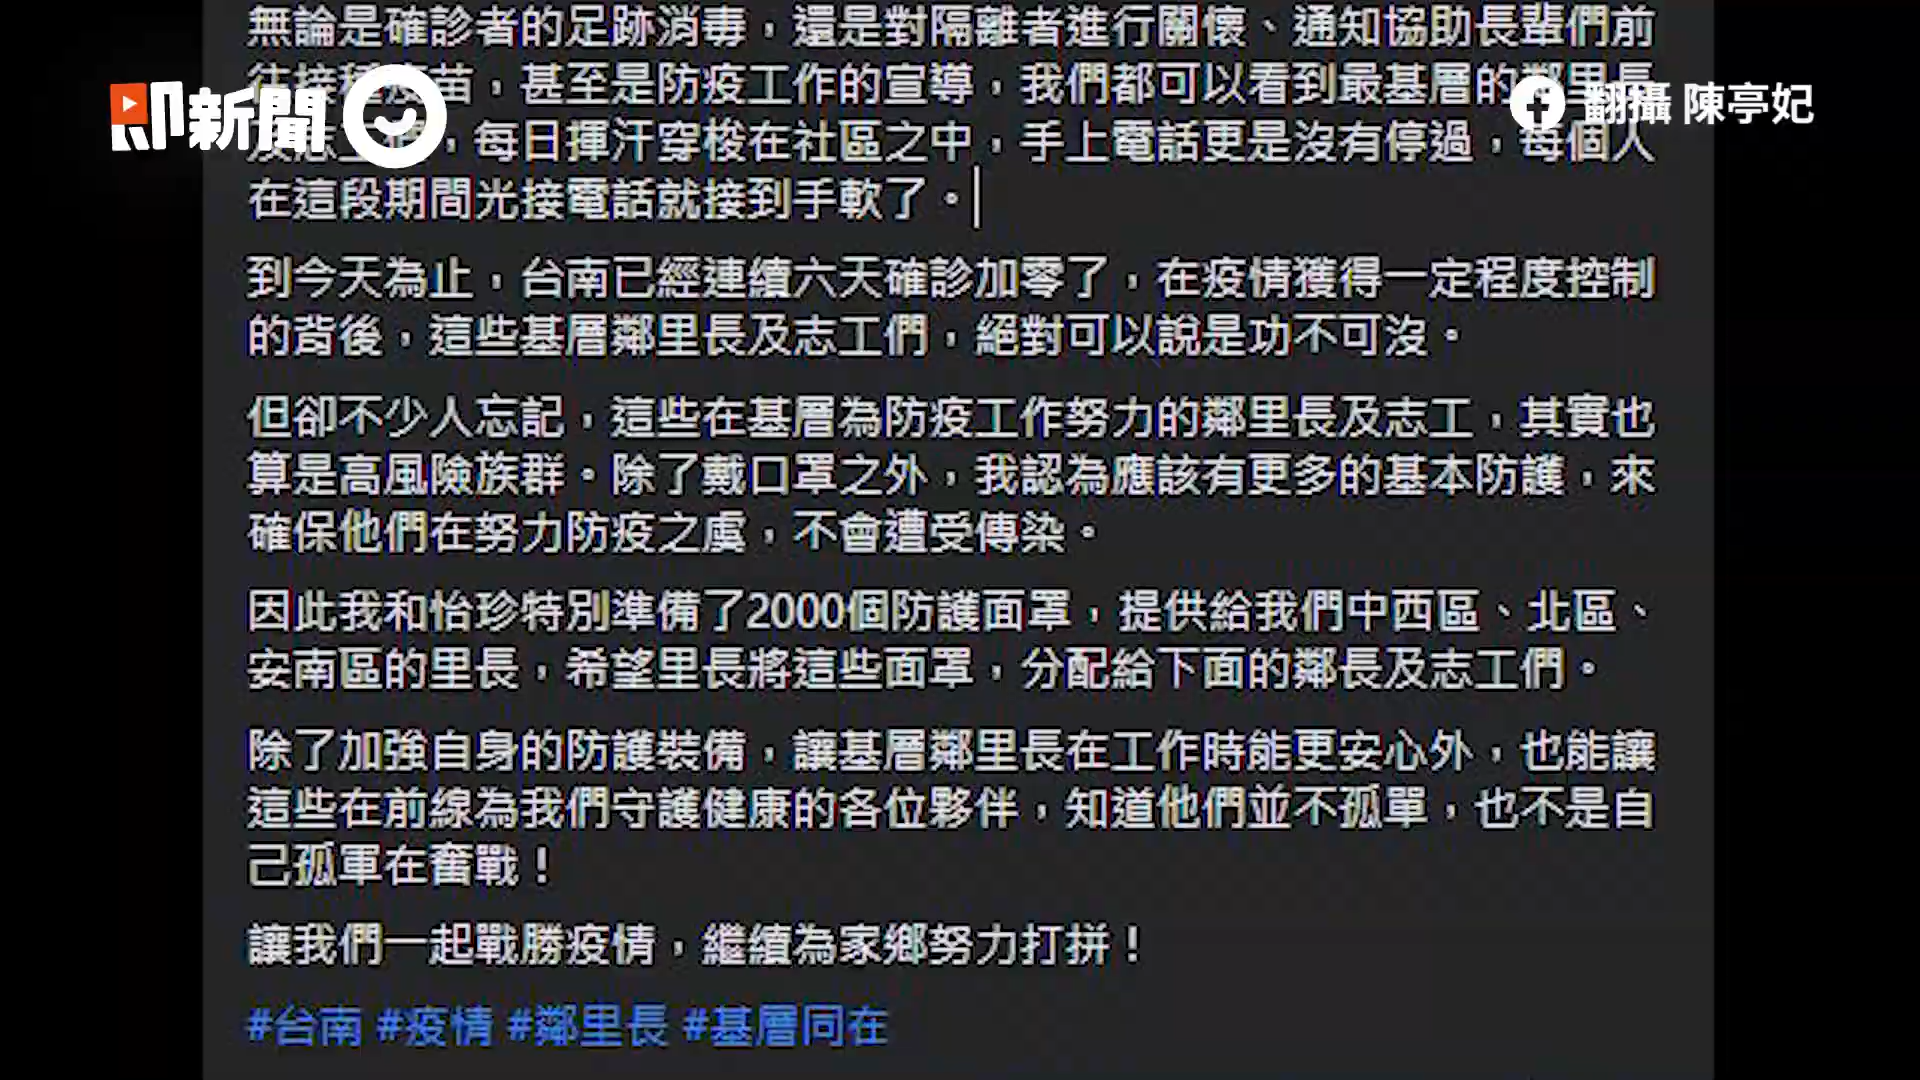 無論是確診者的足跡消毒，還是對隔離者進行關懷、通知協助長輩們前
往接種疫苗，甚至是防疫工作的宣導，我們都可以看到最基層的鄰里長
即新聞
翻攝 陳亭妃
及志工們，每日揮汗穿梭在社區之中，手上電話更是沒有停過，每個人
在這段期間光接電話就接到手軟了。
到今天為止，台南已經連續六天確診加零了，在疫情獲得一定程度控制
的背後，這些基層鄰里長及志工們，絕對可以說是功不可沒。
但卻不少人忘記，這些在基層為防疫工作努力的鄰里長及志工，其實也
算是高風險族群。除了戴口罩之外，我認為應該有更多的基本防護，來
確保他們在努力防疫之虞，不會遭受傳染。
因此我和怡珍特別準備了2000個防護面罩，提供給我們中西區、北區、
安南區的里長，希望里長將這些面罩，分配給下面的鄰長及志工們。
除了加強自身的防護裝備，讓基層鄰里長在工作時能更安心外，也能讓
這些在前線為我們守護健康的各位夥伴，知道他們並不孤單，也不是自
己孤軍在奮戰！
讓我們一起戰勝疫情，繼續為家鄉努力打拼！
#台南 #疫情 #鄰里長 #基層同在